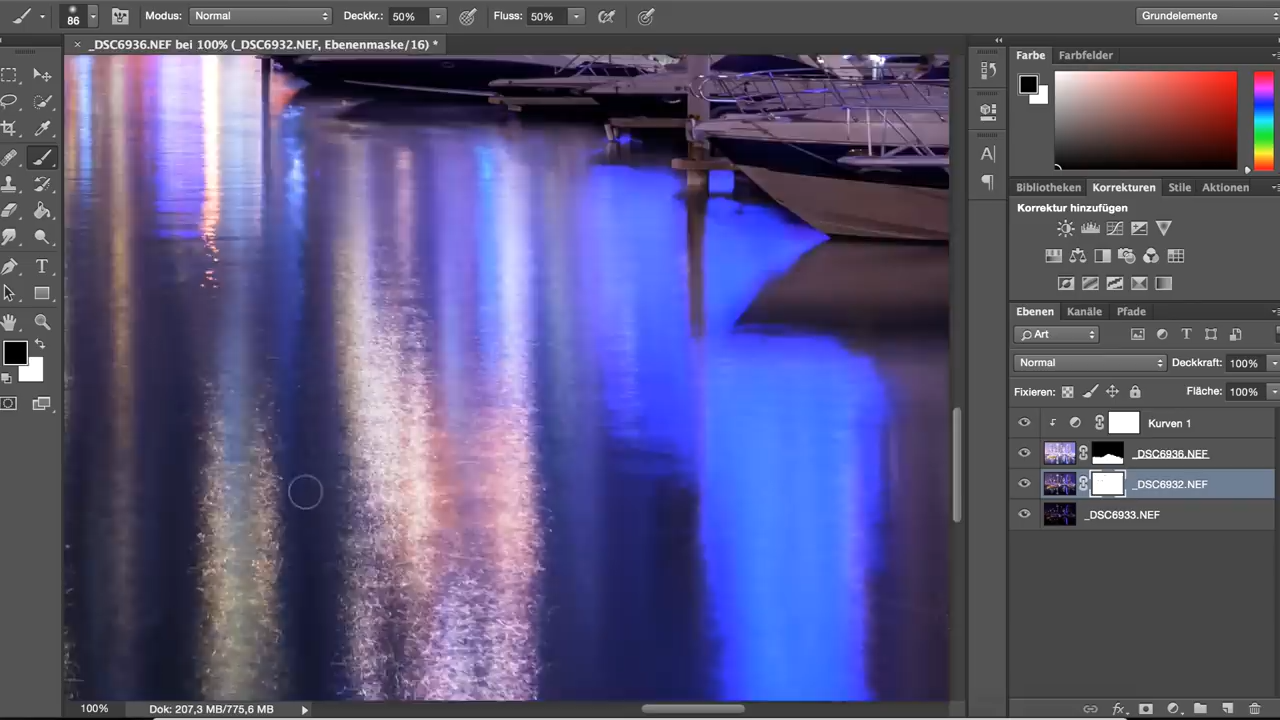 86 Modus: Normal Deckkr.: 50% Fluss: 50% Grundelemente
× _DSC6936.NEF bei 100% (_DSC6932.NEF, Ebenenmaske/16) *
Farbe Farbfelder
Bibliotheken Korrekturen Stile Aktionen
Korrektur hinzufügen
Ebenen Kanäle Pfade
Art
Normal Deckkraft: 100%
Fixieren: Fläche: 100%
Kurven 1
_DSC6936.NEF
_DSC6932.NEF
_DSC6933.NEF
100% Dok: 207,3 MB/775,6 MB